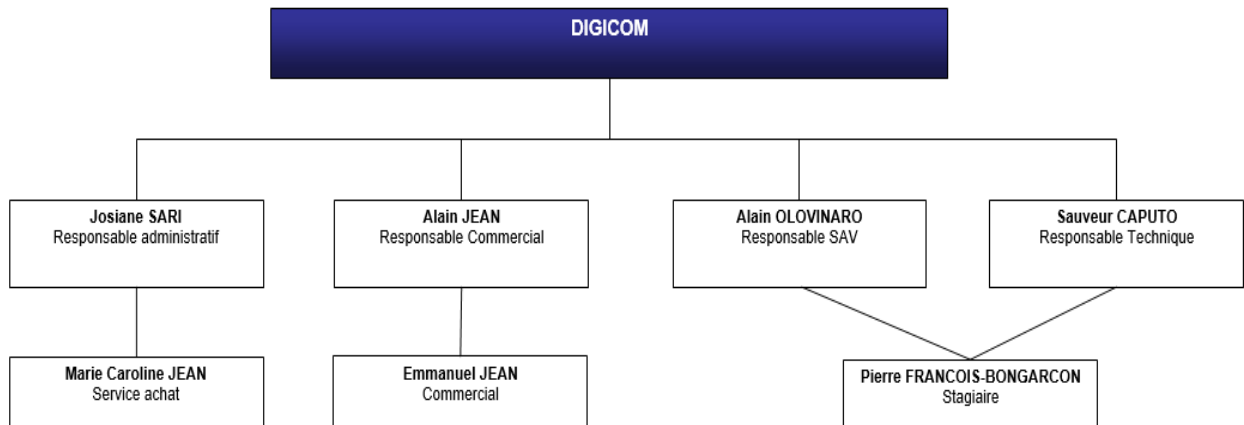 DIGICOM
Josiane SARI
Responsable administratif
Alain JEAN
Responsable Commercial
Alain OLOVINARO
Responsable SAV
Sauveur CAPUTO
Responsable Technique
Marie Caroline JEAN
Service achat
Emmanuel JEAN
Commercial
Pierre FRANCOIS-BONGARCON
Stagiaire